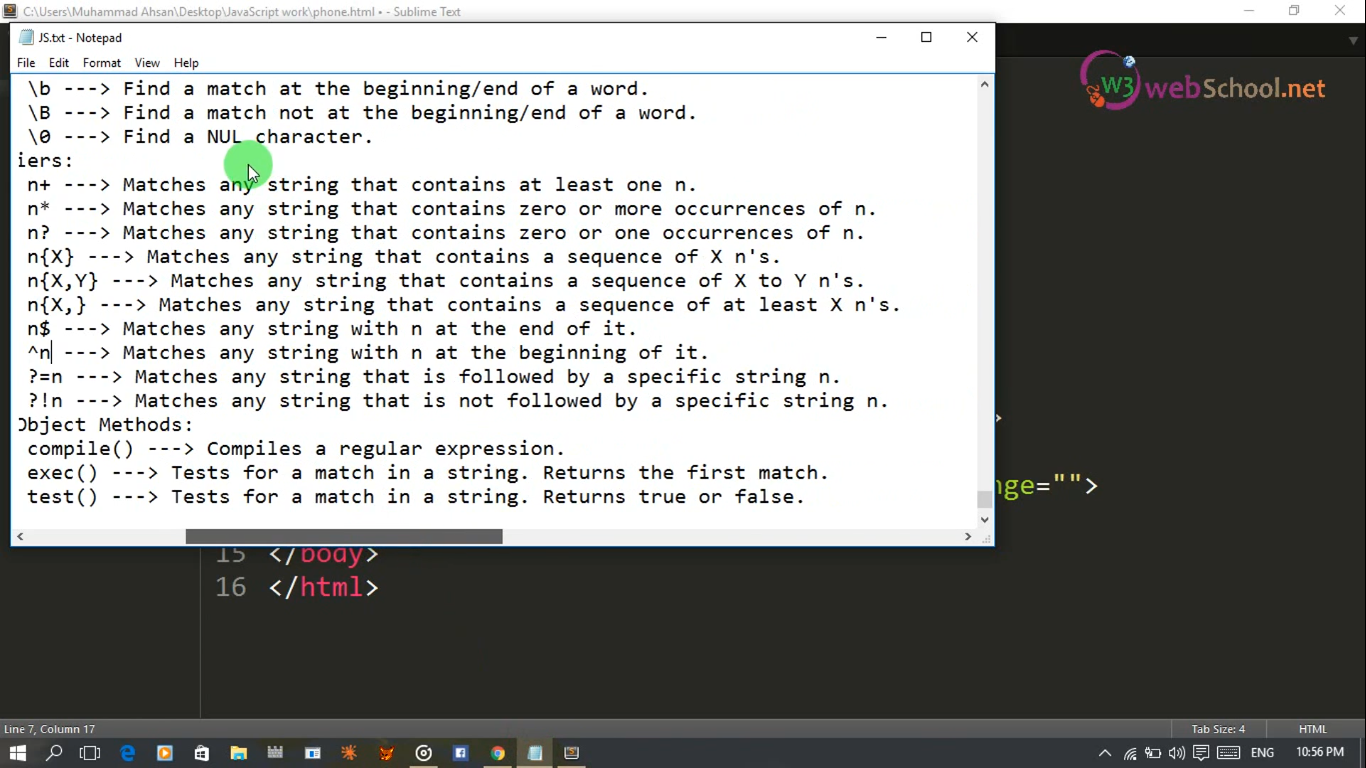 C:\Users\Muhammad Ahsan\Desktop\JavaScript work\phone.html • - Sublime Text
JS.txt - Notepad
File Edit Format View Help
W3webSchool.net
\b ---> Find a match at the beginning/end of a word.
\B ---> Find a match not at the beginning/end of a word.
\0 ---> Find a NUL character.
iers:
n+ ---> Matches any string that contains at least one n.
n* ---> Matches any string that contains zero or more occurrences of n.
n? ---> Matches any string that contains zero or one occurrences of n.
n{X} ---> Matches any string that contains a sequence of X n's.
n{X,Y} ---> Matches any string that contains a sequence of X to Y n's.
n{X,} ---> Matches any string that contains a sequence of at least X n's.
n$ ---> Matches any string with n at the end of it.
^n ---> Matches any string with n at the beginning of it.
?=n ---> Matches any string that is followed by a specific string n.
?!n ---> Matches any string that is not followed by a specific string n.
Object Methods:
compile() ---> Compiles a regular expression.
exec() ---> Tests for a match in a string. Returns the first match.
test() ---> Tests for a match in a string. Returns true or false.
>
nge="">
15 </body>
16 </html>
Line 7, Column 17 Tab Size: 4 HTML
ENG 10:56 PM